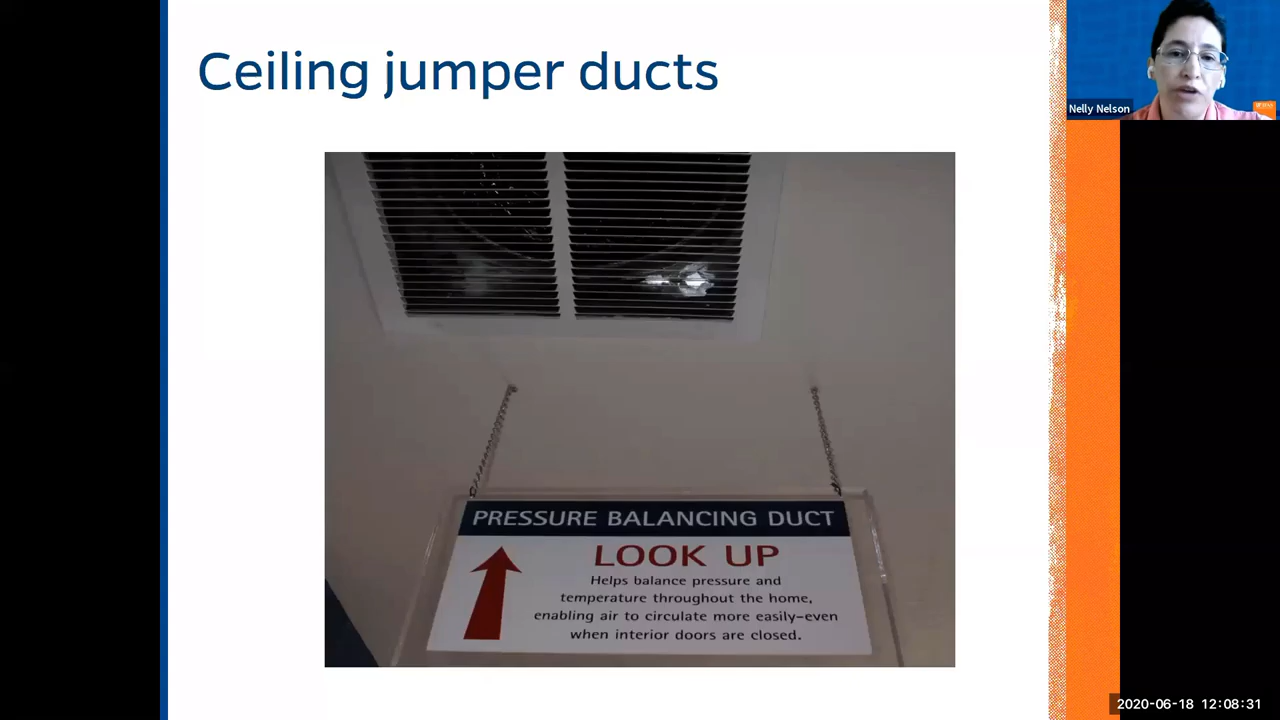 Ceiling jumper ducts
Nelly Nelson
PRESSURE BALANCING DUCT
LOOK UP
Helps balance pressure and
temperature throughout the home,
enabling air to circulate more easily–even
when interior doors are closed.
2020-06-18 12:08:31